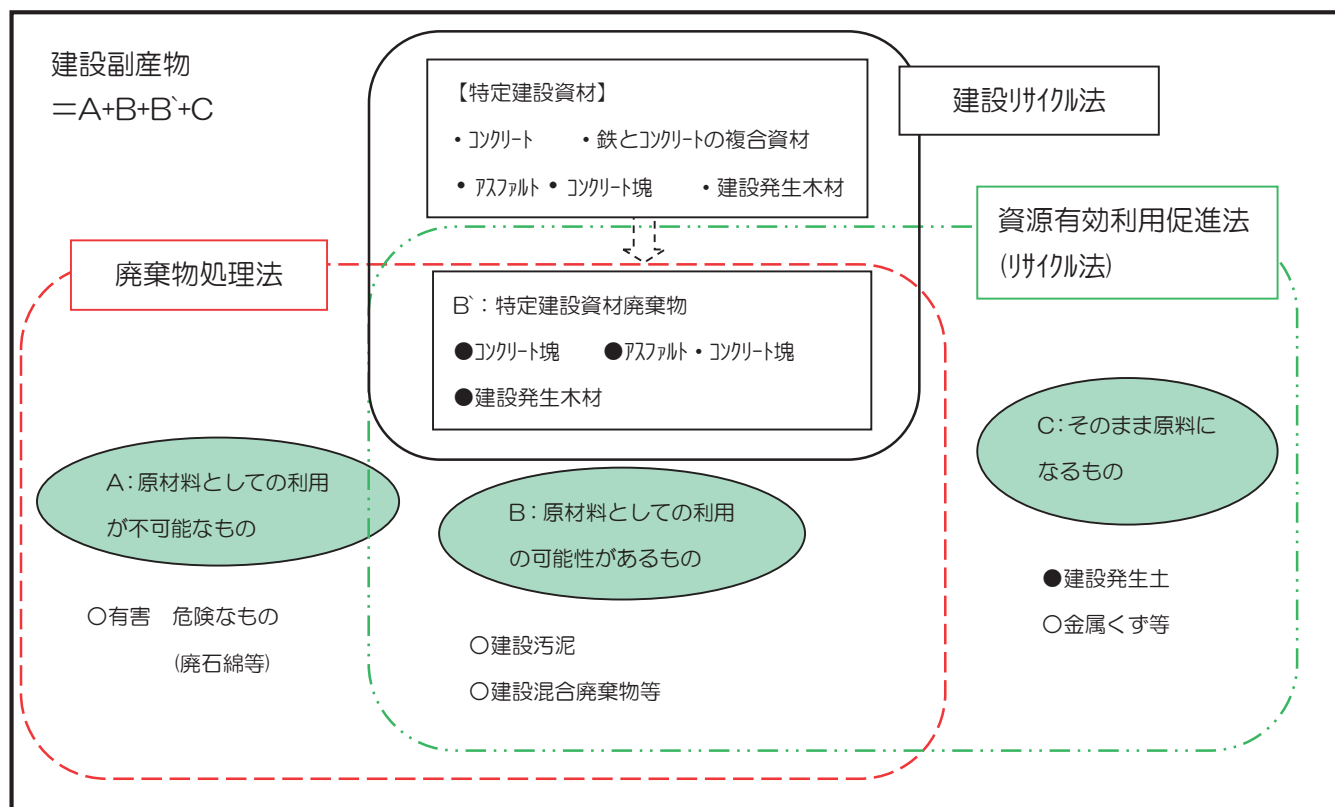 建設副産物
＝A+B+B`+C
【特定建設資材】
・ｺﾝｸﾘｰﾄ　・鉄とｺﾝｸﾘｰﾄの複合資材
・ｱｽﾌｧﾙﾄ・ｺﾝｸﾘｰﾄ塊　・建設発生木材
建設ﾘｻｲｸﾙ法
資源有効利用促進法
(ﾘｻｲｸﾙ法)
廃棄物処理法
B`：特定建設資材廃棄物
●ｺﾝｸﾘｰﾄ塊　●ｱｽﾌｧﾙﾄ・ｺﾝｸﾘｰﾄ塊
●建設発生木材
A：原材料としての利用
が不可能なもの
○有害　危険なもの
(廃石綿等)
B：原材料としての利用
の可能性があるもの
○建設汚泥
○建設混合廃棄物等
C：そのまま原料に
なるもの
●建設発生土
○金属くず等